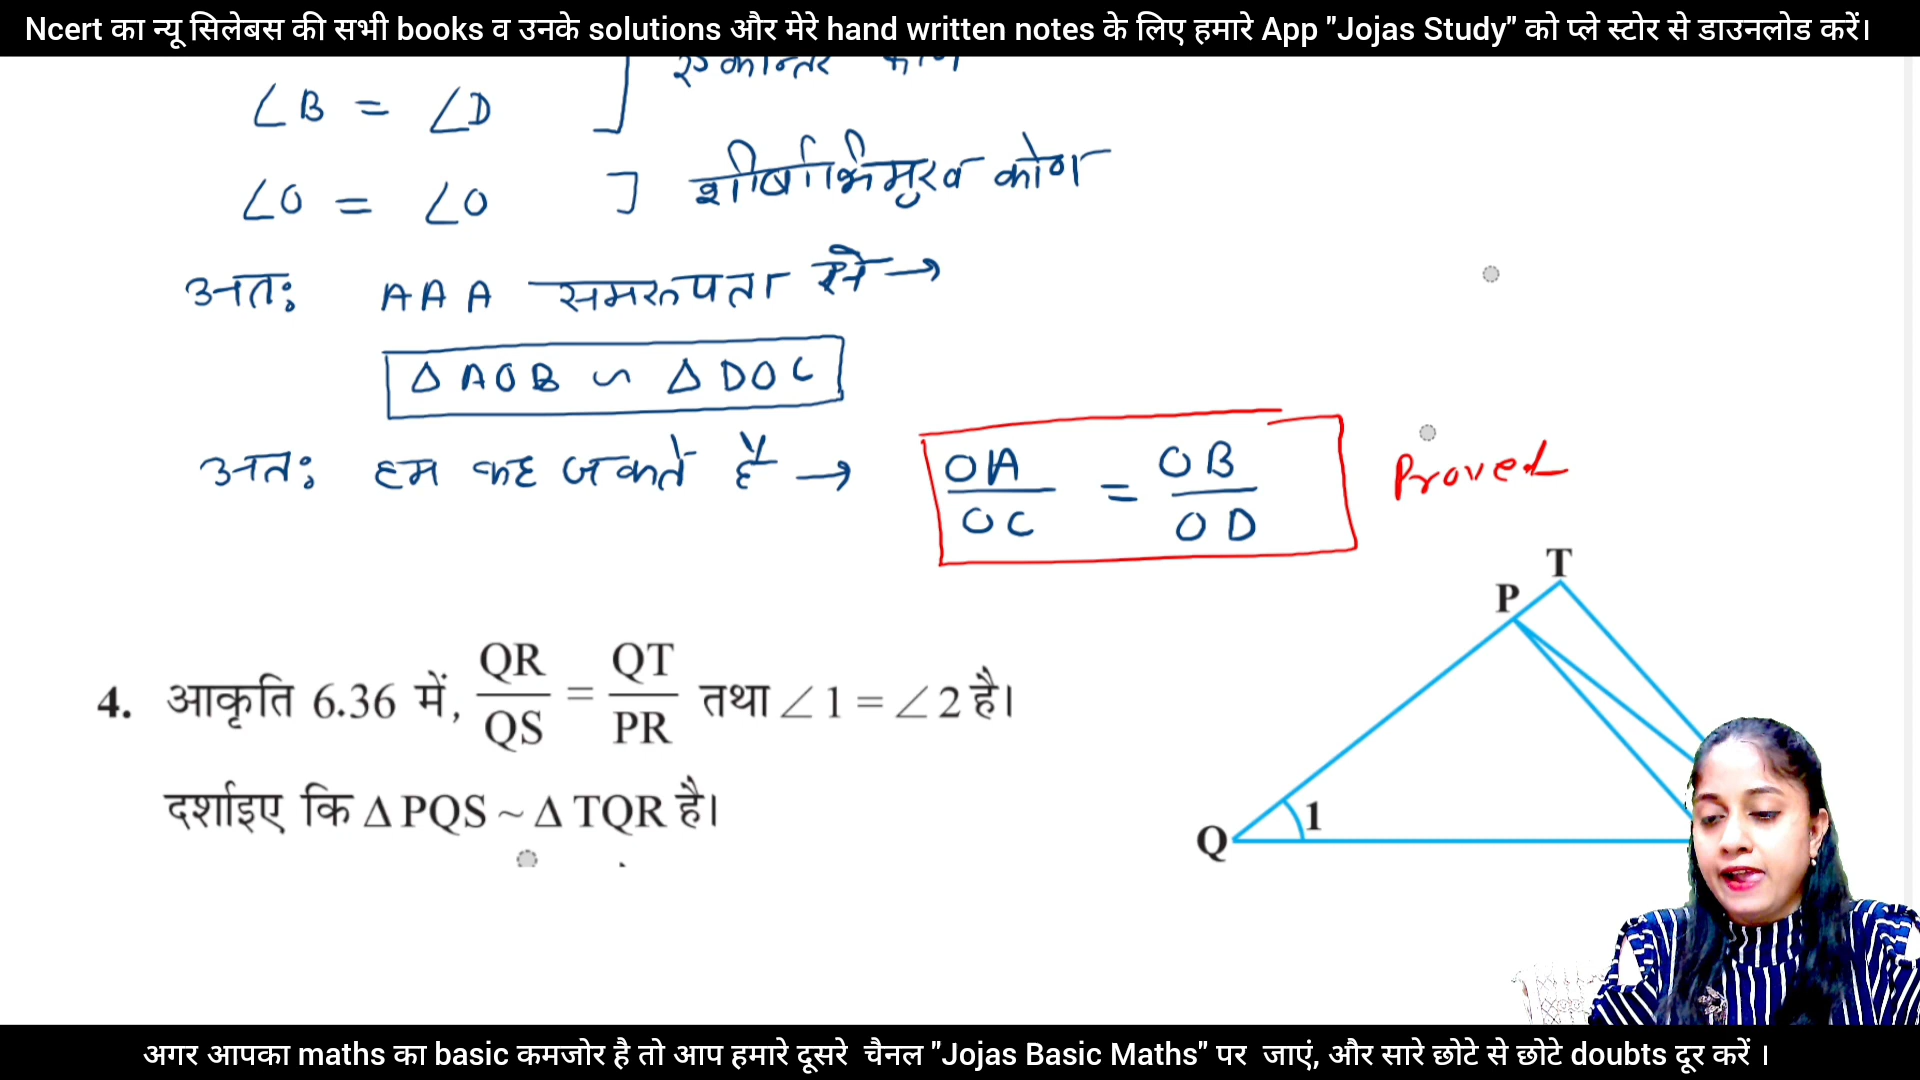 Ncert का न्यू सिलेबस की सभी books व उनके solutions और मेरे hand written notes के लिए हमारे App "Jojas Study" को प्ले स्टोर से डाउनलोड करें।
∠B = ∠D ]
∠O = ∠O ] शीर्षाभिमुख कोण
अतः AAA समरूपता से →
Δ AOB ~ Δ DOC
अतः हम कह सकते हैं → OA/OC = OB/OD Proved
4. आकृति 6.36 में, QR/QS = QT/PR तथा ∠1 = ∠2 है।
दर्शाइए कि Δ PQS ~ Δ TQR है।
T
P
1
Q
अगर आपका maths का basic कमजोर है तो आप हमारे दूसरे चैनल "Jojas Basic Maths" पर जाएं, और सारे छोटे से छोटे doubts दूर करें ।